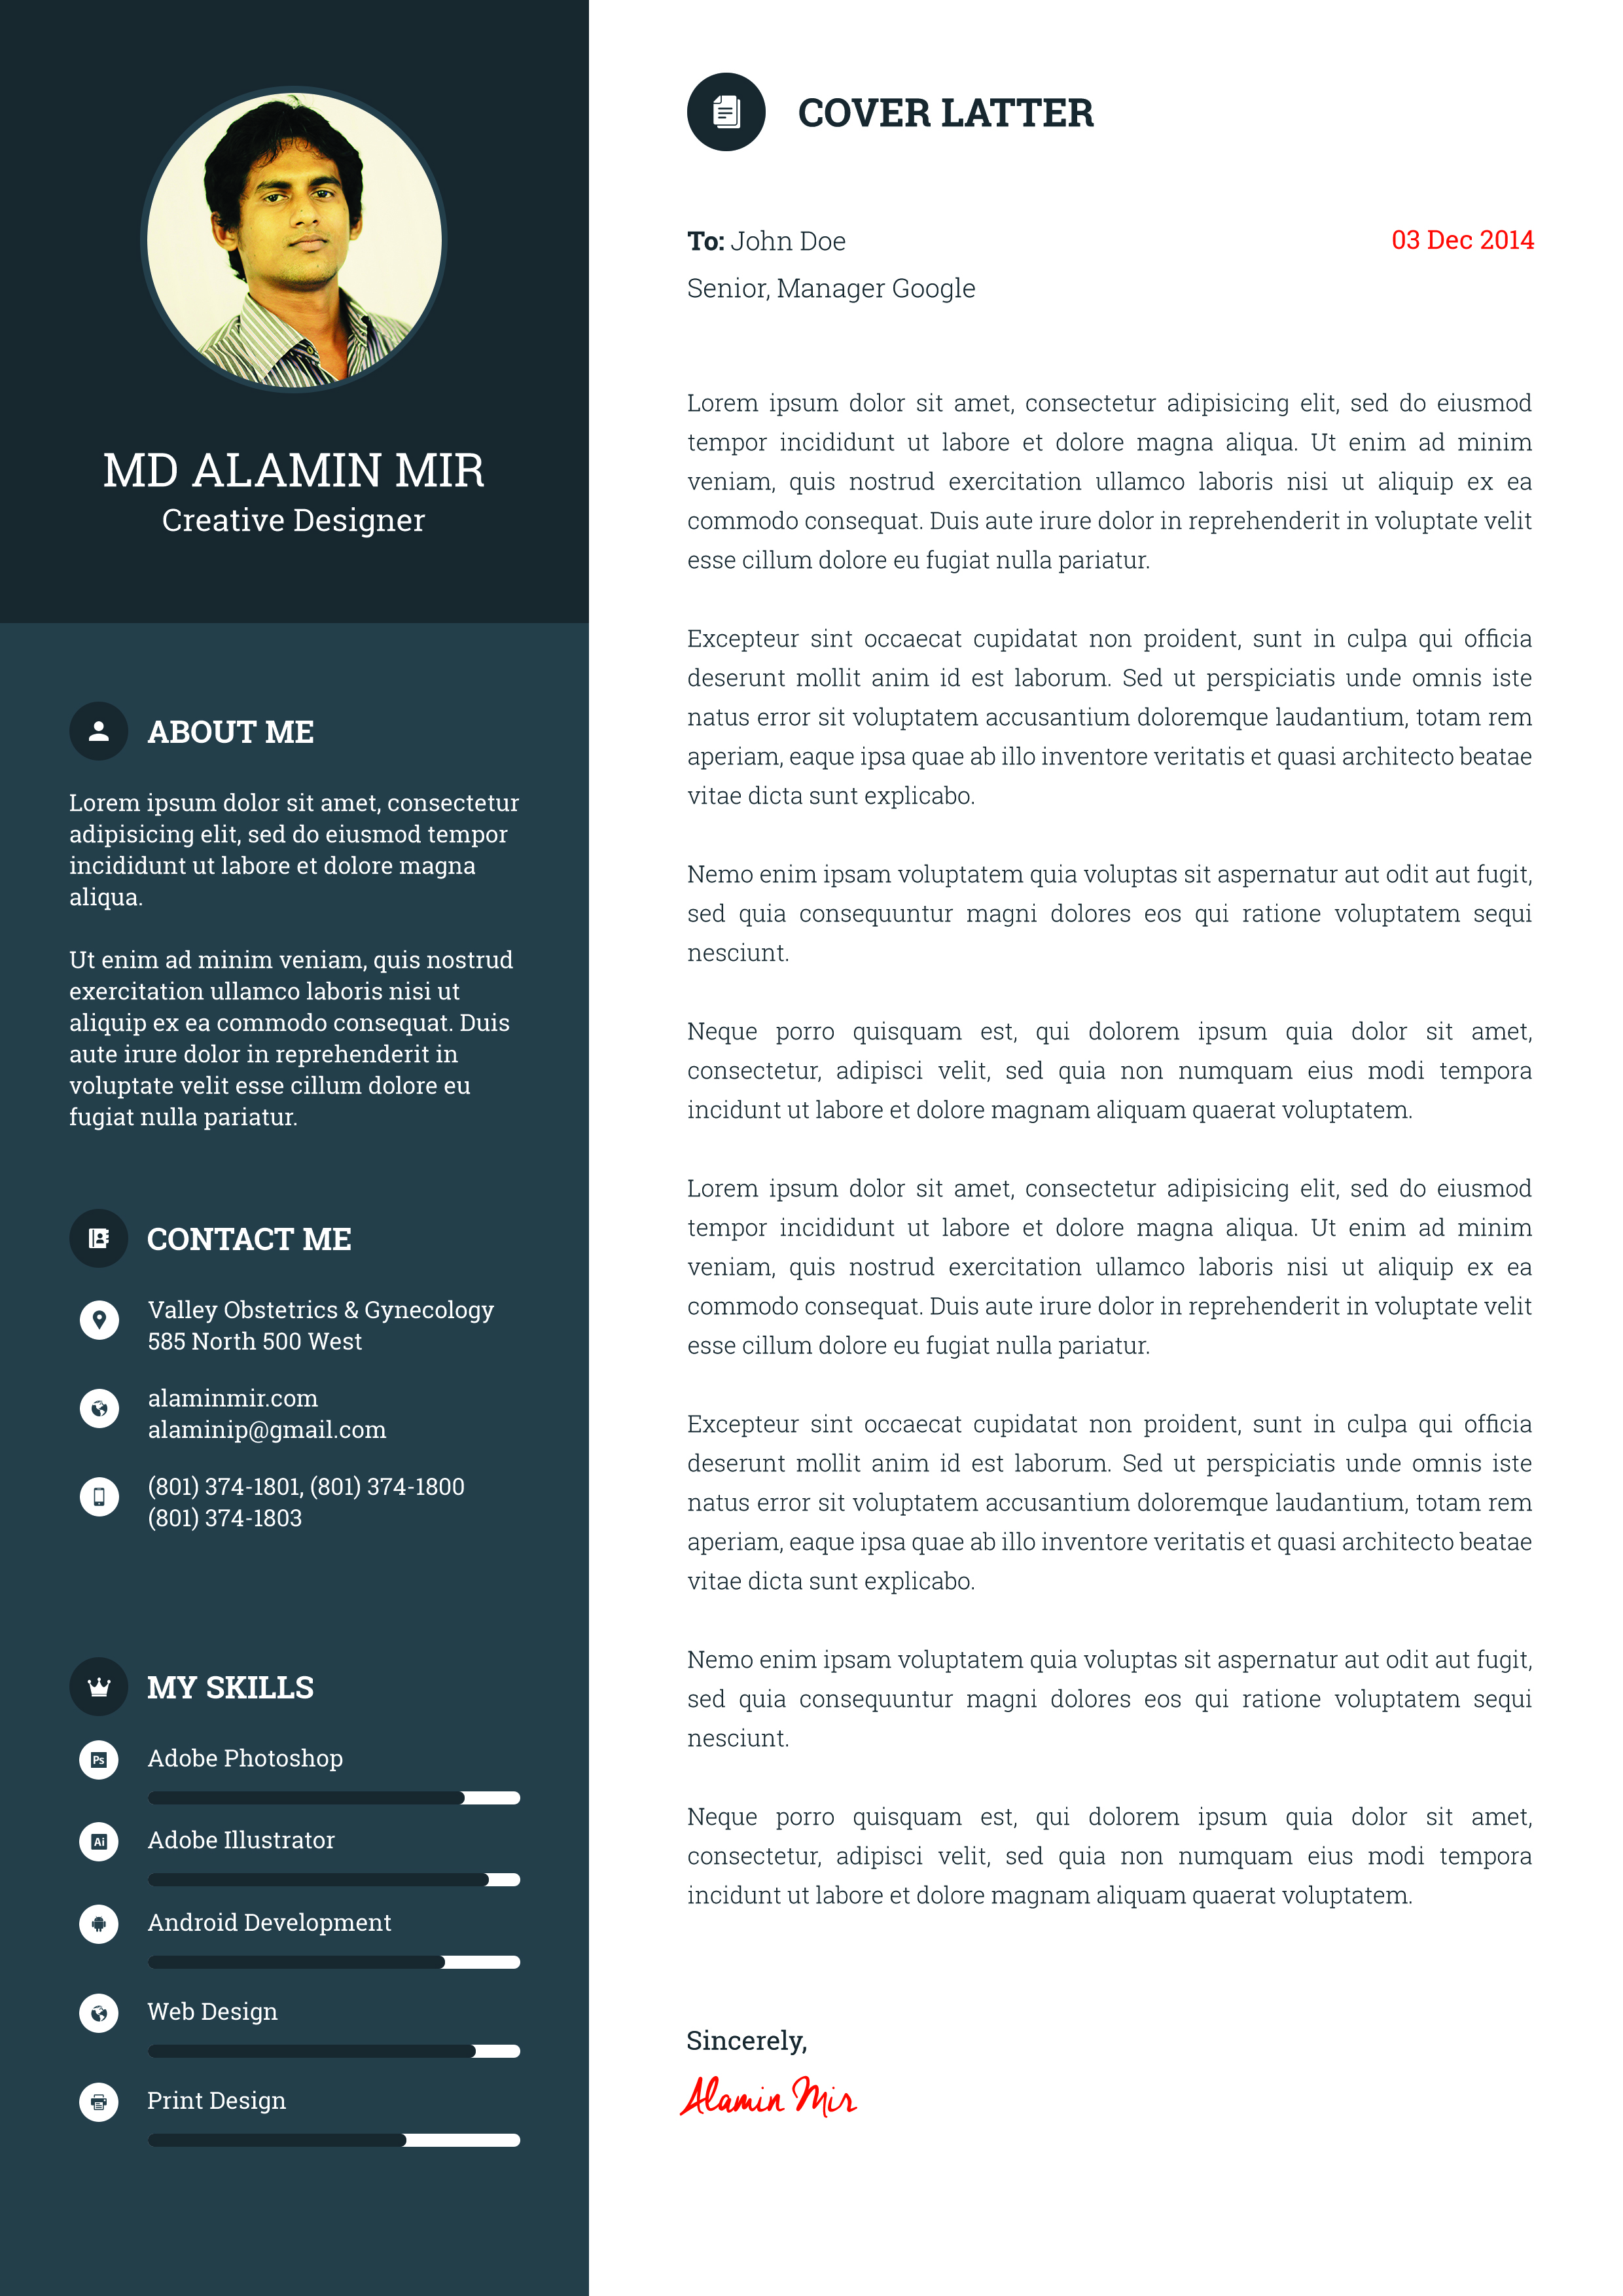 MD ALAMIN MIR
Creative Designer
ABOUT ME
Lorem ipsum dolor sit amet, consectetur
adipisicing elit, sed do eiusmod tempor
incididunt ut labore et dolore magna
aliqua.
Ut enim ad minim veniam, quis nostrud
exercitation ullamco laboris nisi ut
aliquip ex ea commodo consequat. Duis
aute irure dolor in reprehenderit in
voluptate velit esse cillum dolore eu
fugiat nulla pariatur.
CONTACT ME
Valley Obstetrics & Gynecology
585 North 500 West
alaminmir.com
alaminip@gmail.com
(801) 374-1801, (801) 374-1800
(801) 374-1803
MY SKILLS
Ps Adobe Photoshop
Ai Adobe Illustrator
Android Development
Web Design
Print Design
COVER LATTER
To: John Doe 03 Dec 2014
Senior, Manager Google
Lorem ipsum dolor sit amet, consectetur adipisicing elit, sed do eiusmod
tempor incididunt ut labore et dolore magna aliqua. Ut enim ad minim
veniam, quis nostrud exercitation ullamco laboris nisi ut aliquip ex ea
commodo consequat. Duis aute irure dolor in reprehenderit in voluptate velit
esse cillum dolore eu fugiat nulla pariatur.
Excepteur sint occaecat cupidatat non proident, sunt in culpa qui officia
deserunt mollit anim id est laborum. Sed ut perspiciatis unde omnis iste
natus error sit voluptatem accusantium doloremque laudantium, totam rem
aperiam, eaque ipsa quae ab illo inventore veritatis et quasi architecto beatae
vitae dicta sunt explicabo.
Nemo enim ipsam voluptatem quia voluptas sit aspernatur aut odit aut fugit,
sed quia consequuntur magni dolores eos qui ratione voluptatem sequi
nesciunt.
Neque porro quisquam est, qui dolorem ipsum quia dolor sit amet,
consectetur, adipisci velit, sed quia non numquam eius modi tempora
incidunt ut labore et dolore magnam aliquam quaerat voluptatem.
Lorem ipsum dolor sit amet, consectetur adipisicing elit, sed do eiusmod
tempor incididunt ut labore et dolore magna aliqua. Ut enim ad minim
veniam, quis nostrud exercitation ullamco laboris nisi ut aliquip ex ea
commodo consequat. Duis aute irure dolor in reprehenderit in voluptate velit
esse cillum dolore eu fugiat nulla pariatur.
Excepteur sint occaecat cupidatat non proident, sunt in culpa qui officia
deserunt mollit anim id est laborum. Sed ut perspiciatis unde omnis iste
natus error sit voluptatem accusantium doloremque laudantium, totam rem
aperiam, eaque ipsa quae ab illo inventore veritatis et quasi architecto beatae
vitae dicta sunt explicabo.
Nemo enim ipsam voluptatem quia voluptas sit aspernatur aut odit aut fugit,
sed quia consequuntur magni dolores eos qui ratione voluptatem sequi
nesciunt.
Neque porro quisquam est, qui dolorem ipsum quia dolor sit amet,
consectetur, adipisci velit, sed quia non numquam eius modi tempora
incidunt ut labore et dolore magnam aliquam quaerat voluptatem.
Sincerely,
Alamin Mir